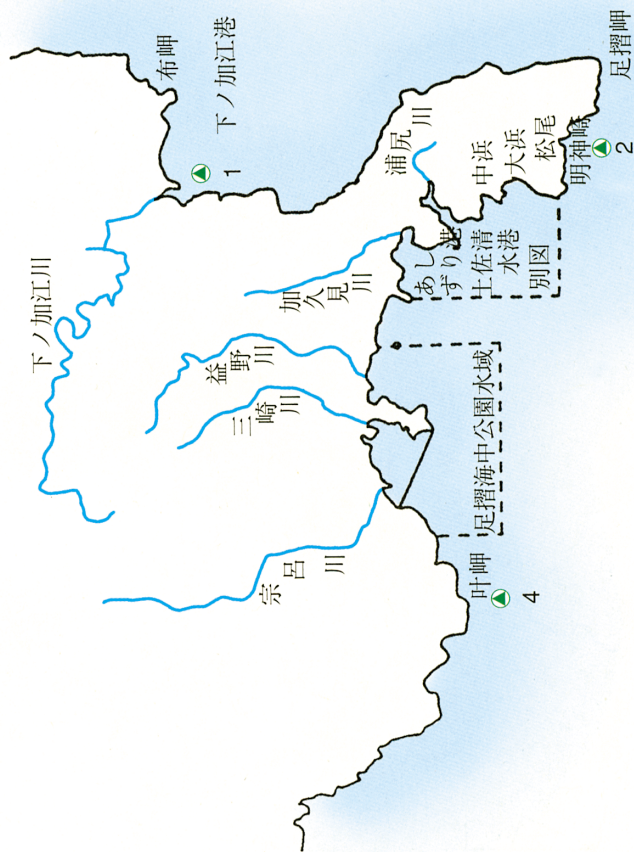 布岬
下ノ加江港
1
下ノ加江川
足摺岬
浦尻川
中浜
大浜
松尾
明神崎
2
加久見川
あしずり港
土佐清水港
別図
益野川
三崎川
足摺海中公園水域
宗呂川
叶岬
4